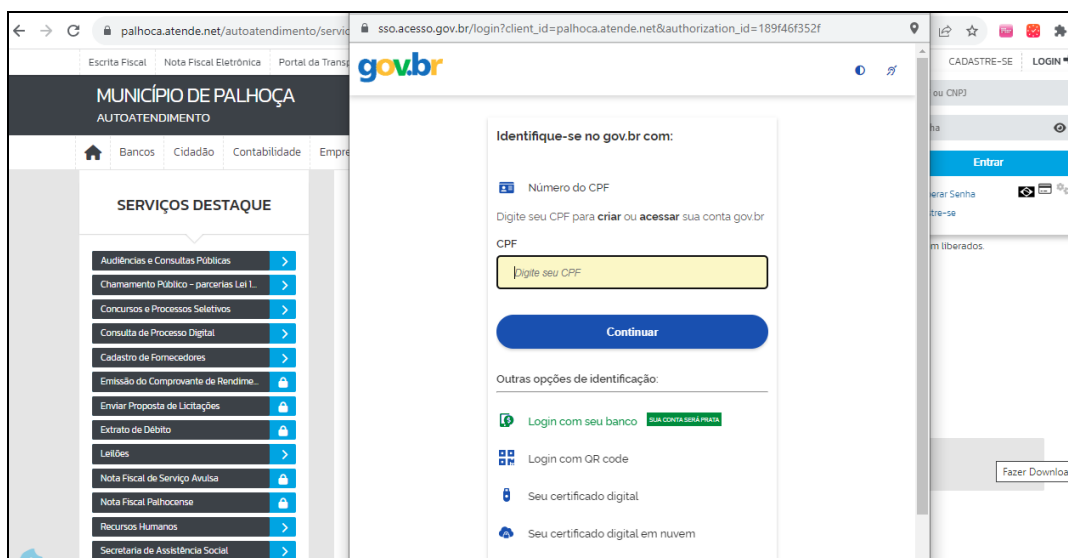 palhoca.atende.net/autoatendimento/servic
sso.acesso.gov.br/login?client_id=palhoca.atende.net&authorization_id=189f46f352f
Escrita Fiscal
Nota Fiscal Eletrônica
Portal da Transp
CADASTRE-SE
LOGIN
MUNICÍPIO DE PALHOÇA
AUTOATENDIMENTO
Bancos
Cidadão
Contabilidade
Empre
SERVIÇOS DESTAQUE
Audiências e Consultas Públicas
Chamamento Público - parcerias Lei 1...
Concursos e Processos Seletivos
Consulta de Processo Digital
Cadastro de Fornecedores
Emissão do Comprovante de Rendime...
Enviar Proposta de Licitações
Extrato de Débito
Leilões
Nota Fiscal de Serviço Avulsa
Nota Fiscal Palhocense
Recursos Humanos
Secretaria de Assistência Social
gov.br
Identifique-se no gov.br com:
Número do CPF
Digite seu CPF para criar ou acessar sua conta gov.br
CPF
Digite seu CPF
Continuar
Outras opções de identificação:
Login com seu banco
SUA CONTA SERÁ PRATA
Login com QR code
Seu certificado digital
Seu certificado digital em nuvem
ou CNPJ
ha
Entrar
erar Senha
tre-se
m liberados.
Fazer Downloa